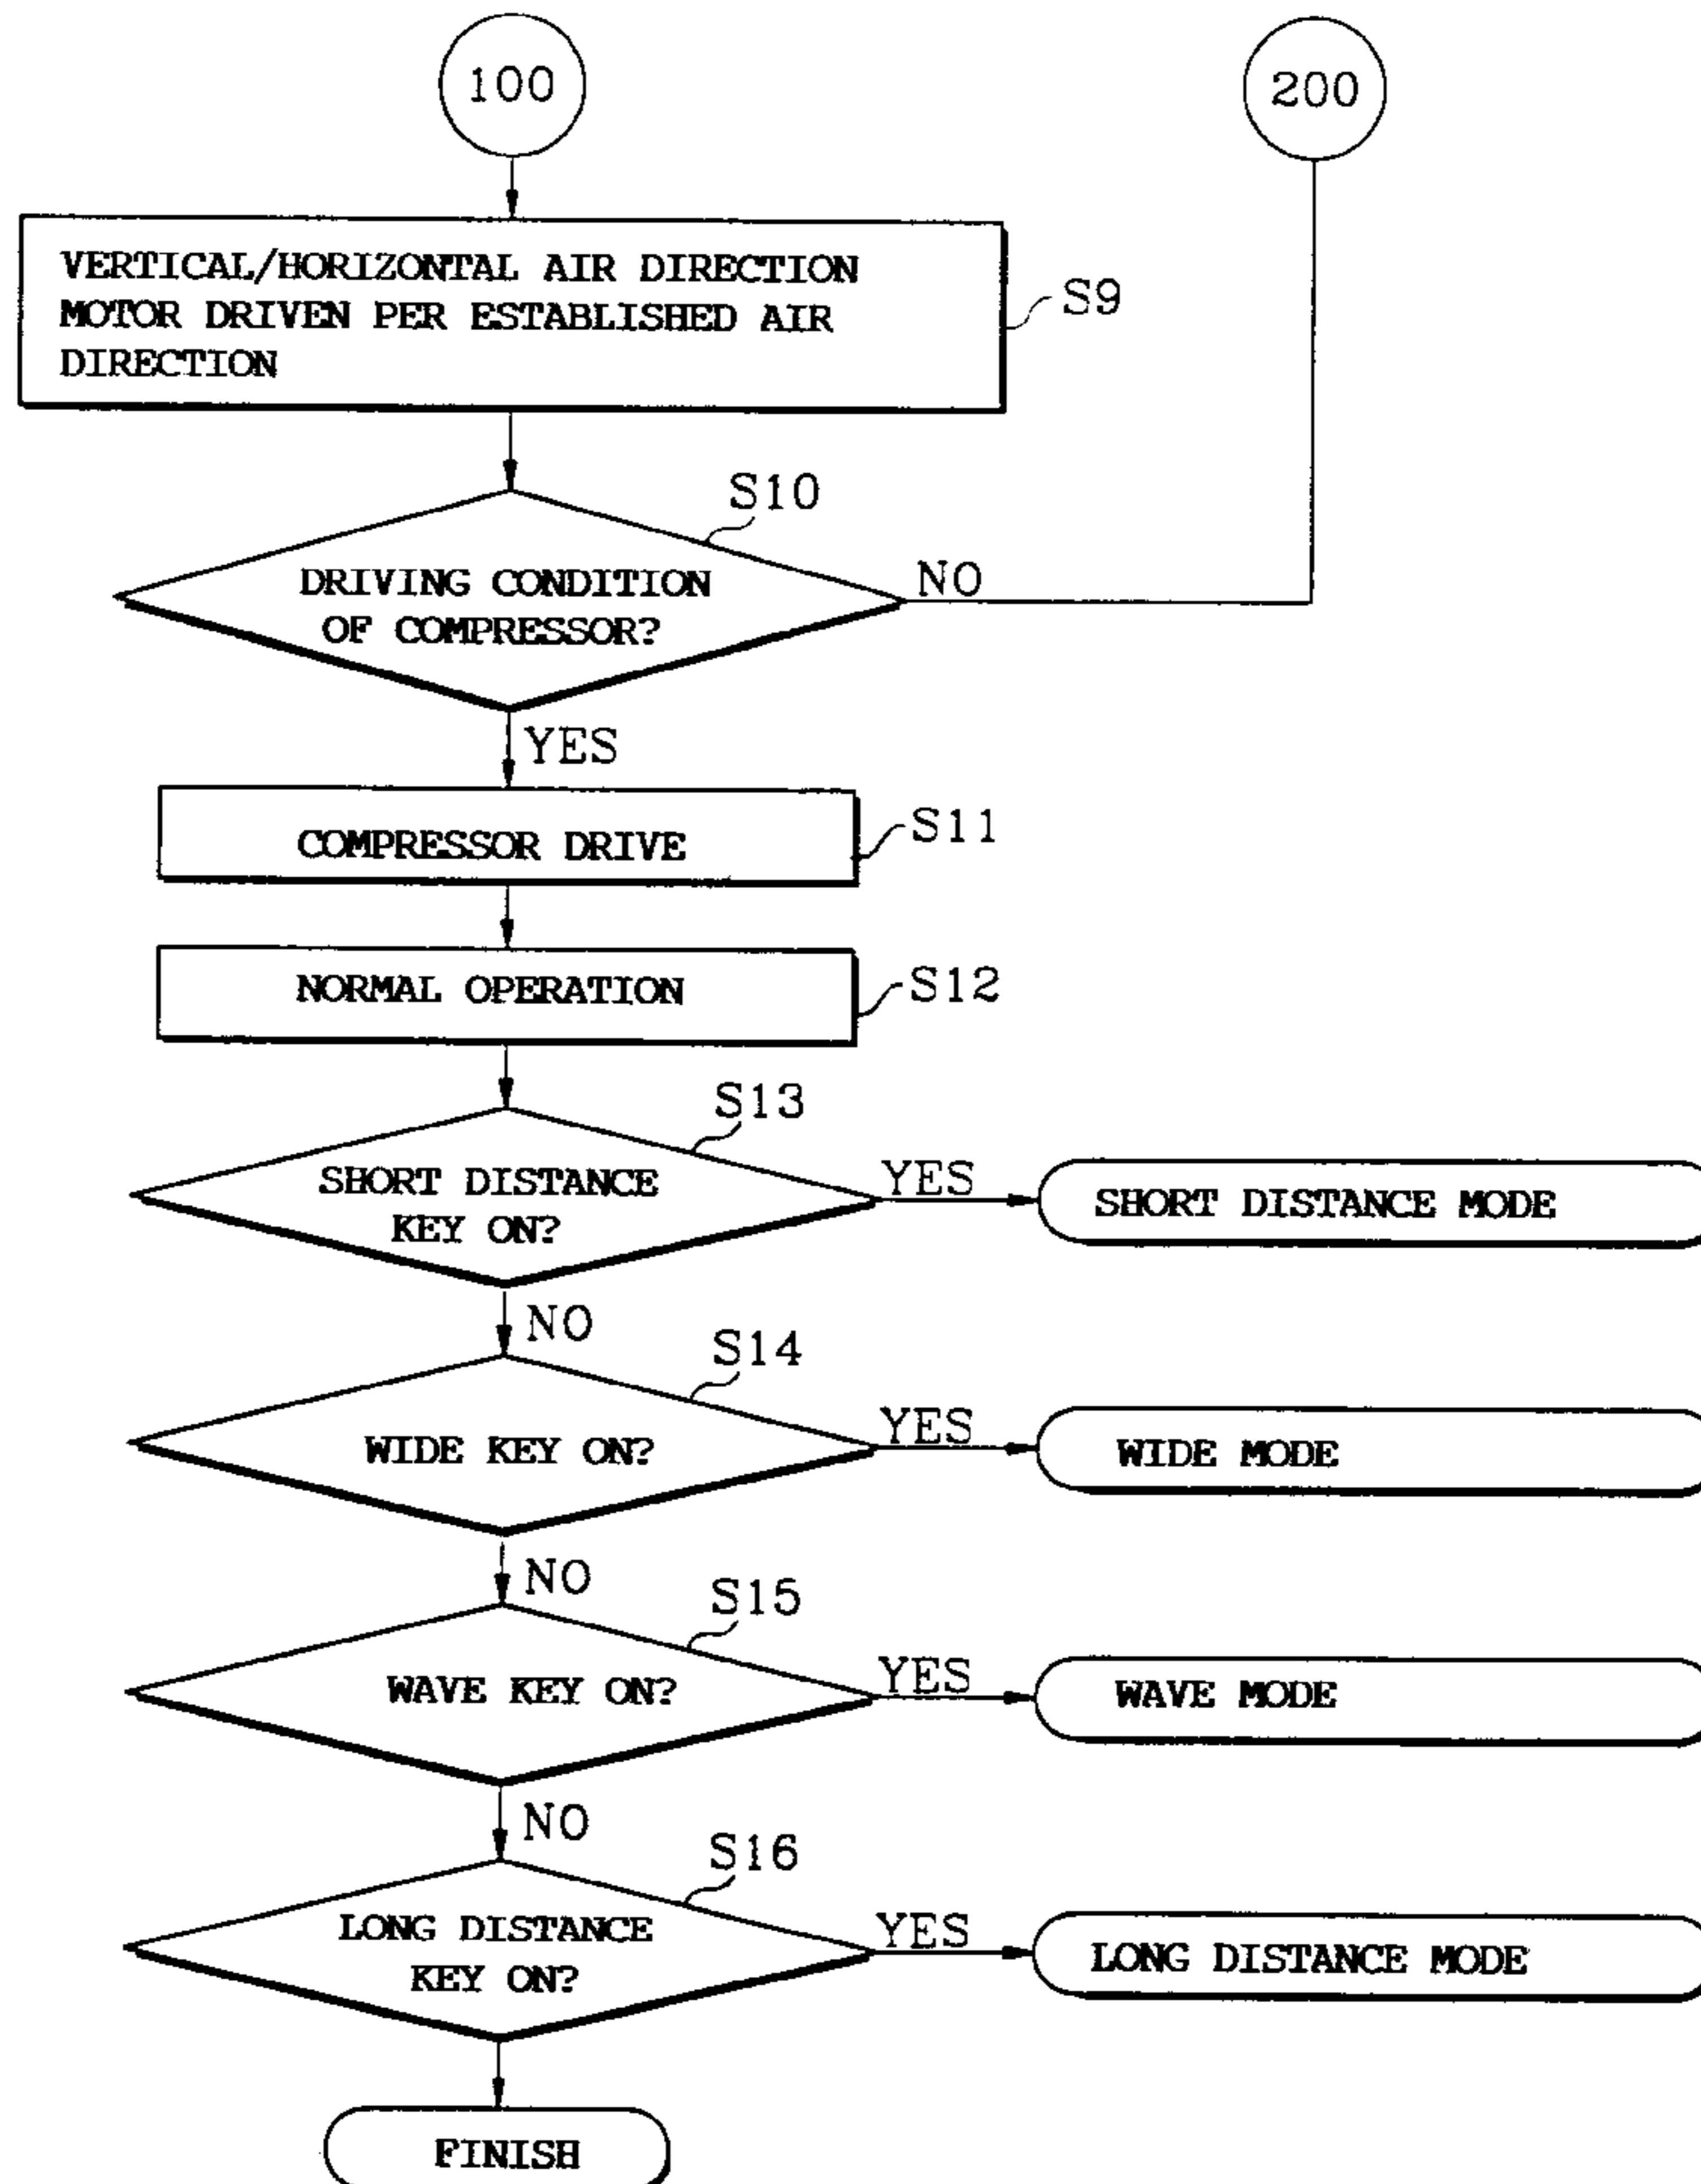 100
200
VERTICAL/HORIZONTAL AIR DIRECTION
MOTOR DRIVEN PER ESTABLISHED AIR
DIRECTION
S9
S10
DRIVING CONDITION
OF COMPRESSOR?
NO
YES
COMPRESSOR DRIVE
S11
NORMAL OPERATION
S12
S13
SHORT DISTANCE
KEY ON?
YES
SHORT DISTANCE MODE
NO
S14
WIDE KEY ON?
YES
WIDE MODE
NO
S15
WAVE KEY ON?
YES
WAVE MODE
NO
S16
LONG DISTANCE
KEY ON?
YES
LONG DISTANCE MODE
FINISH